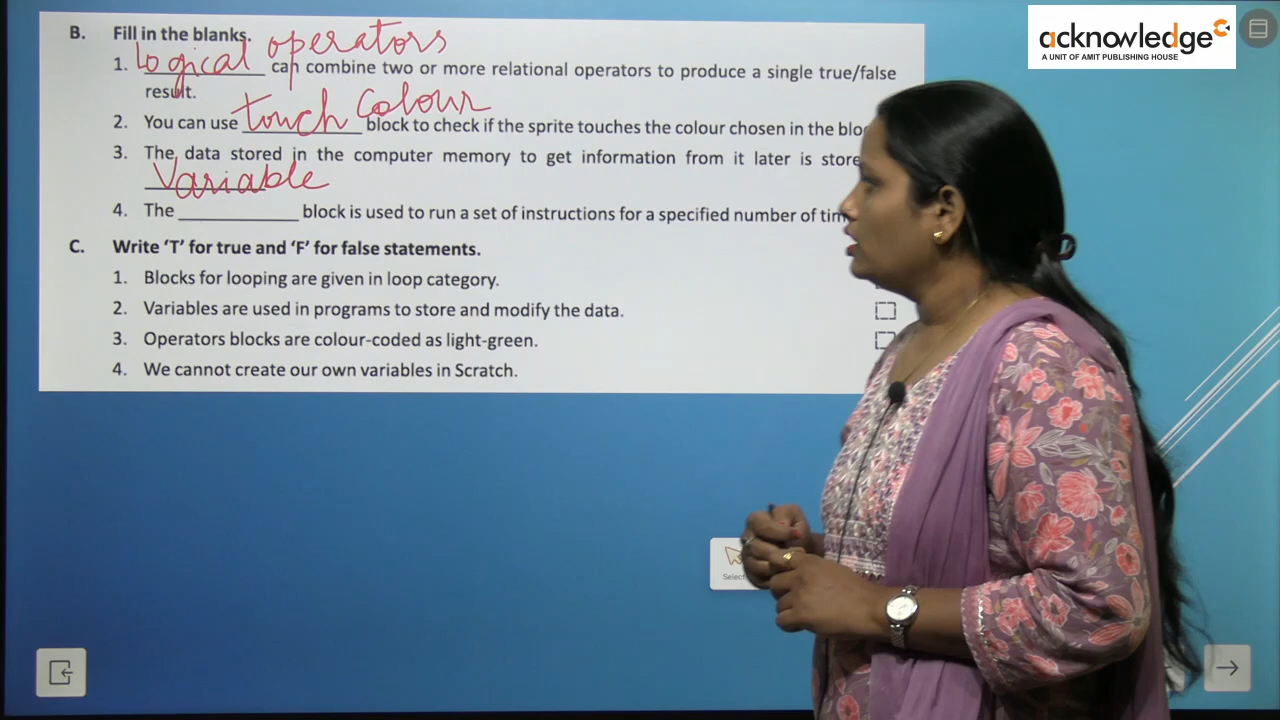 acknowledge
A UNIT OF AMIT PUBLISHING HOUSE
B. Fill in the blanks.
1. Logical operators can combine two or more relational operators to produce a single true/false
result.
2. You can use touch Colour block to check if the sprite touches the colour chosen in the
3. The data stored in the computer memory to get information from it later is
Variable
4. The ____________ block is used to run a set of instructions for a specified number of
C. Write ‘T’ for true and ‘F’ for false statements.
1. Blocks for looping are given in loop category.
2. Variables are used in programs to store and modify the data.
3. Operators blocks are colour-coded as light-green.
4. We cannot create our own variables in Scratch.
Select